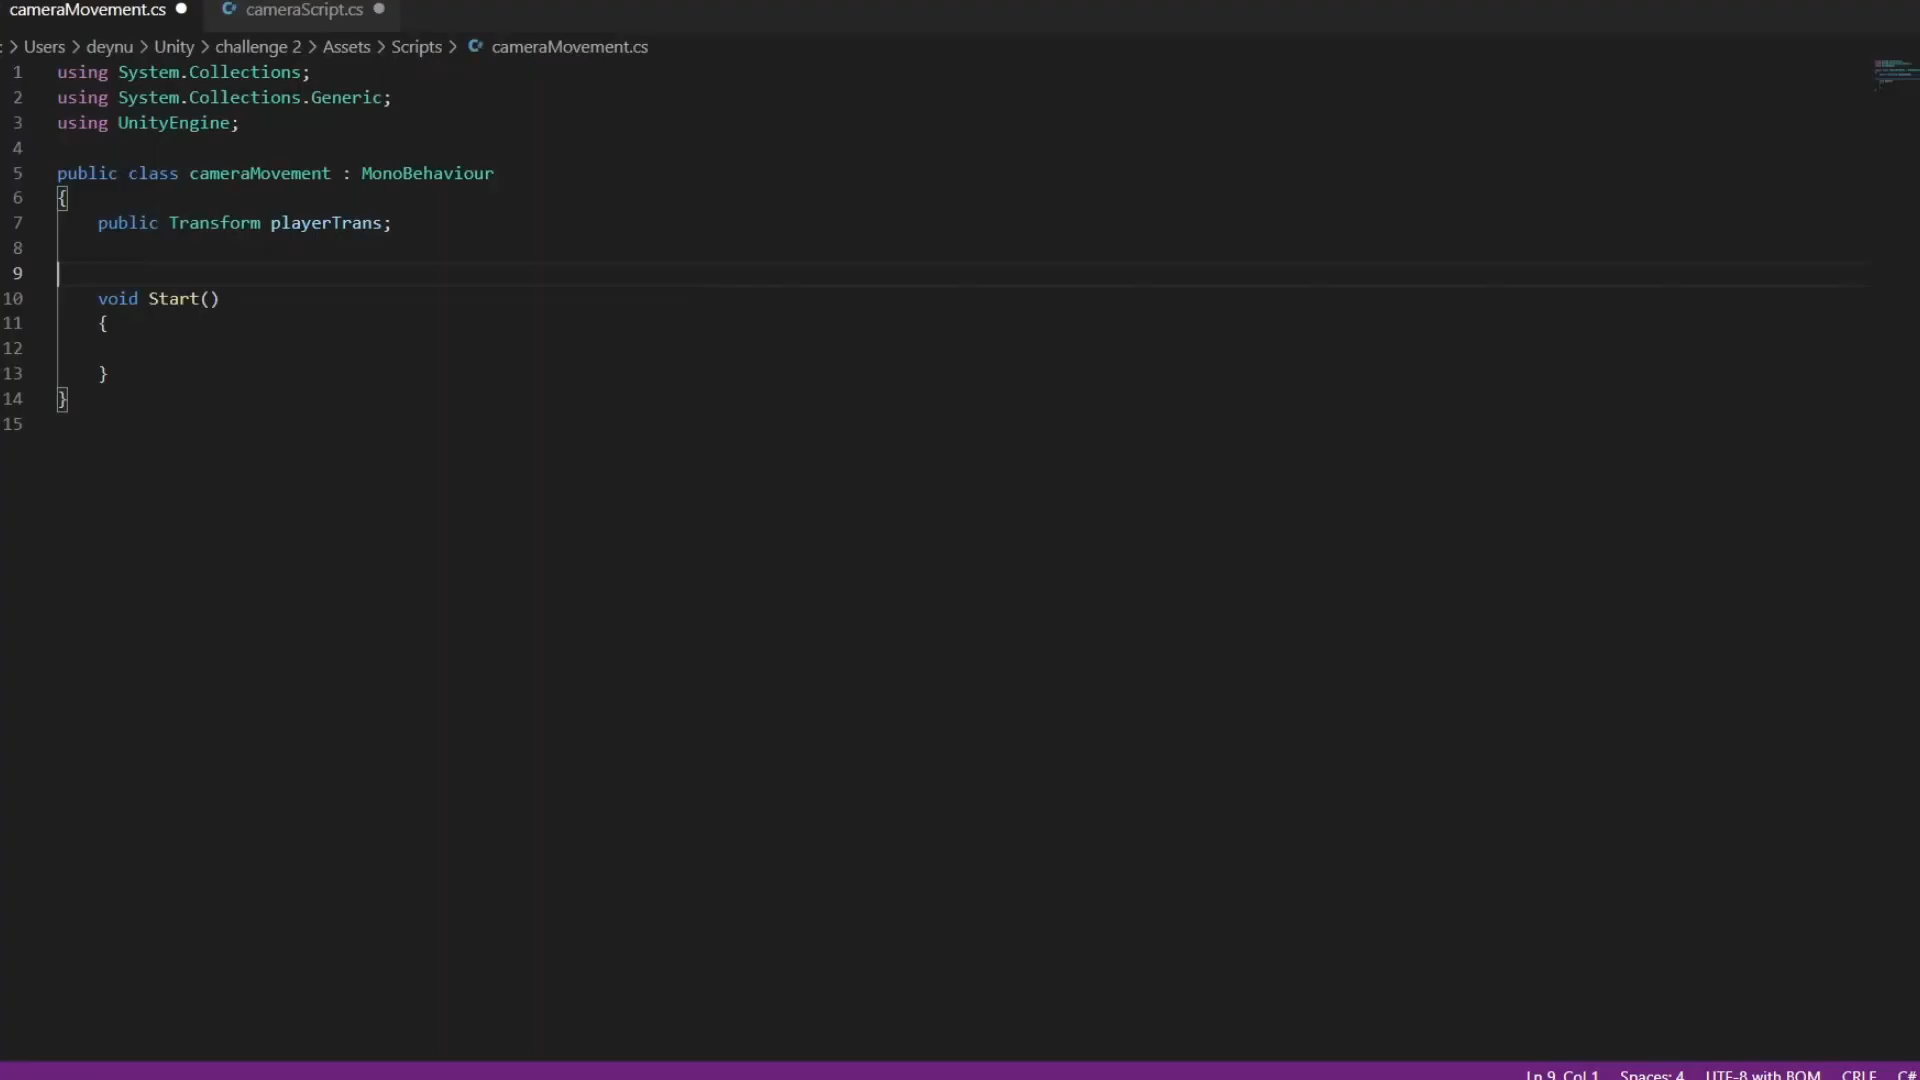 cameraMovement.cs cameraScript.cs
: > Users > deynu > Unity > challenge 2 > Assets > Scripts > cameraMovement.cs
1 using System.Collections;
2 using System.Collections.Generic;
3 using UnityEngine;
4
5 public class cameraMovement : MonoBehaviour
6 {
7 public Transform playerTrans;
8
9
10 void Start()
11 {
12
13 }
14 }
15
Ln 9, Col 1 Spaces: 4 UTF-8 with BOM CRLF C#